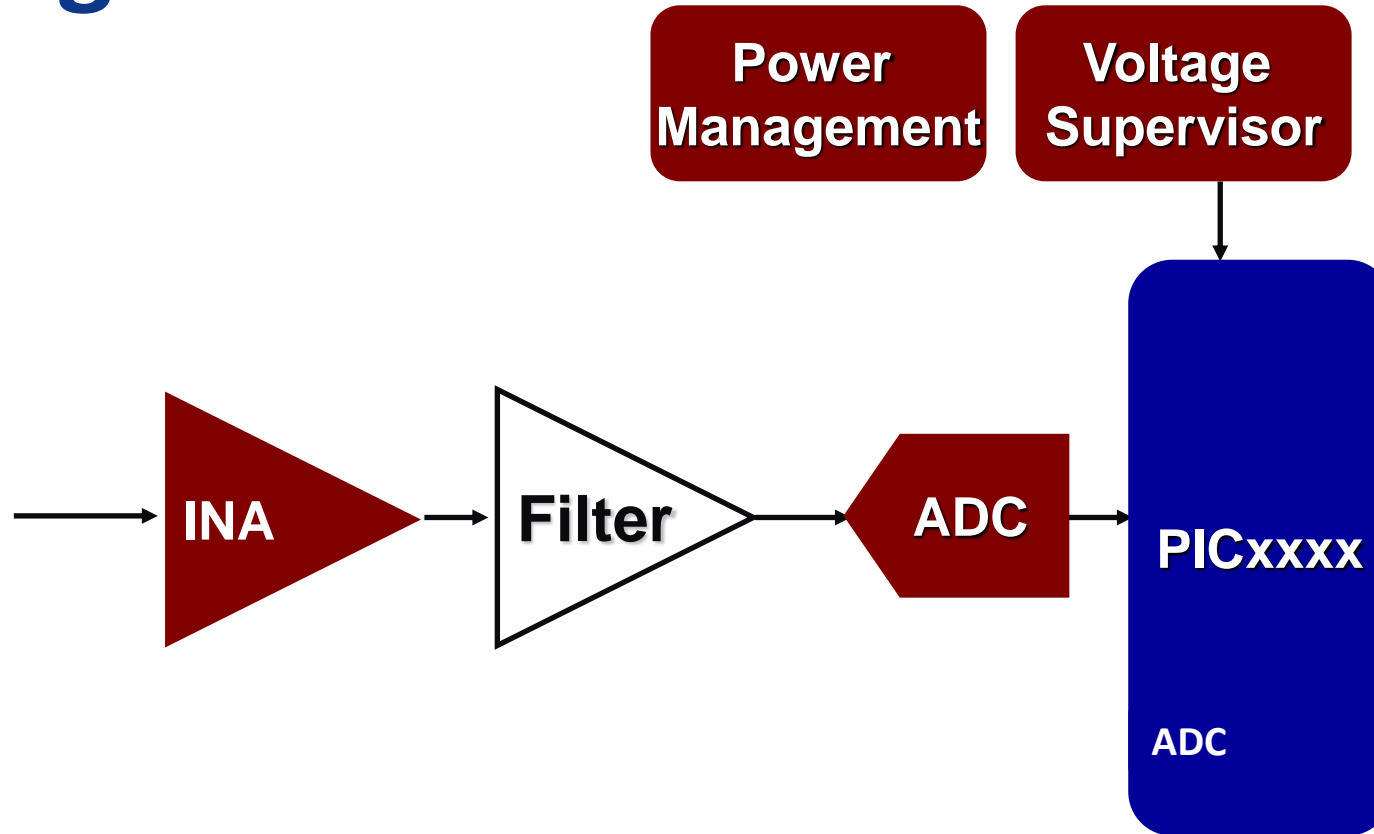 g
Power
Management
Voltage
Supervisor
INA
Filter
ADC
PICxxxx
ADC